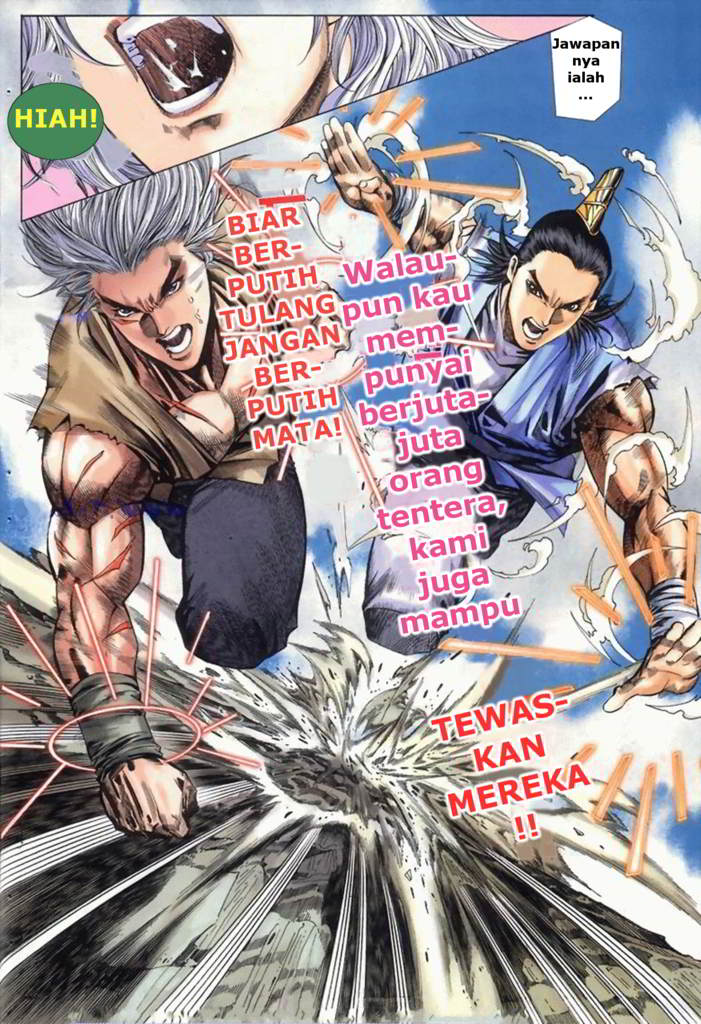 Jawapan
nya
ialah
...
HIAH!
BIAR
BER-
PUTIH
TULANG
JANGAN
BER-
PUTIH
MATA!
Walau-
pun kau
mem-
punyai
berjuta-
juta
orang
tentera,
kami
juga
mampu
TEWAS-
KAN
MEREKA
!!